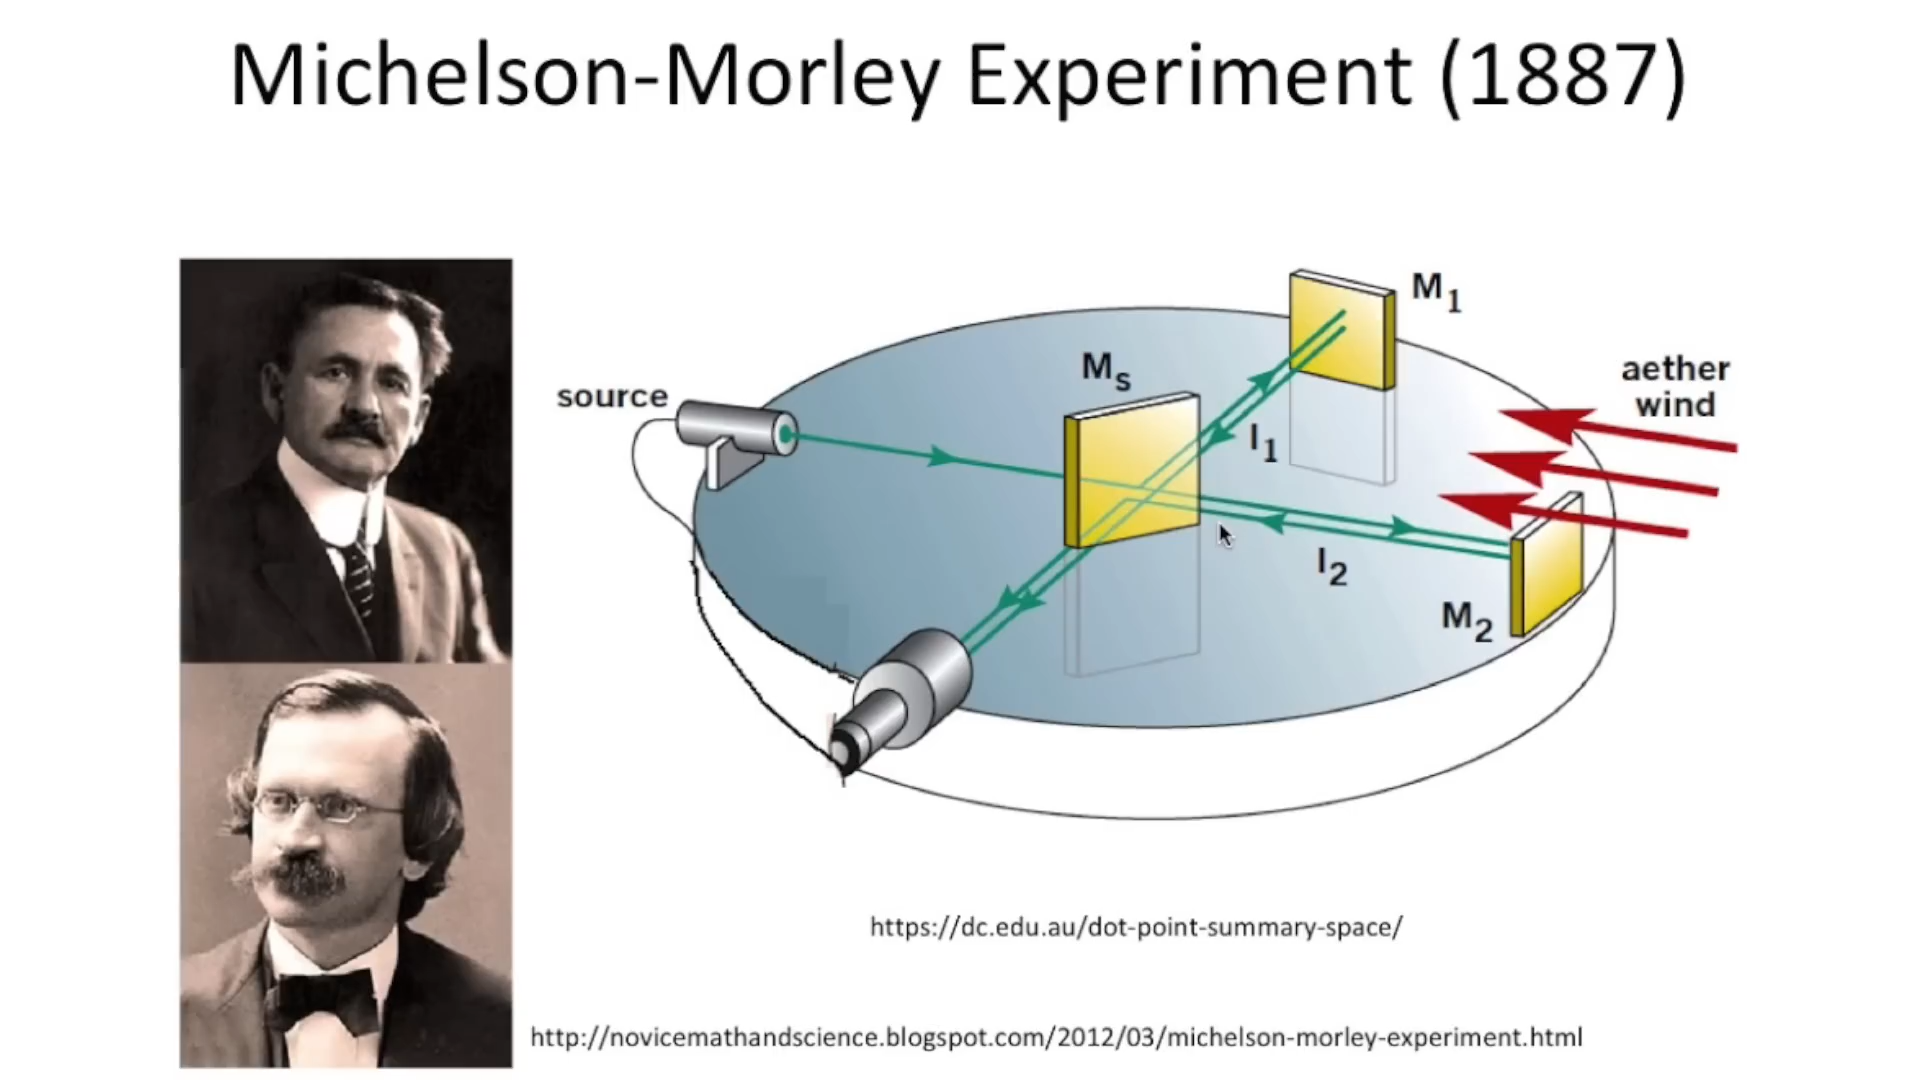 Michelson-Morley Experiment (1887)
M1
Ms
aether
wind
source
l1
l2
M2
https://dc.edu.au/dot-point-summary-space/
http://novicemathandscience.blogspot.com/2012/03/michelson-morley-experiment.html